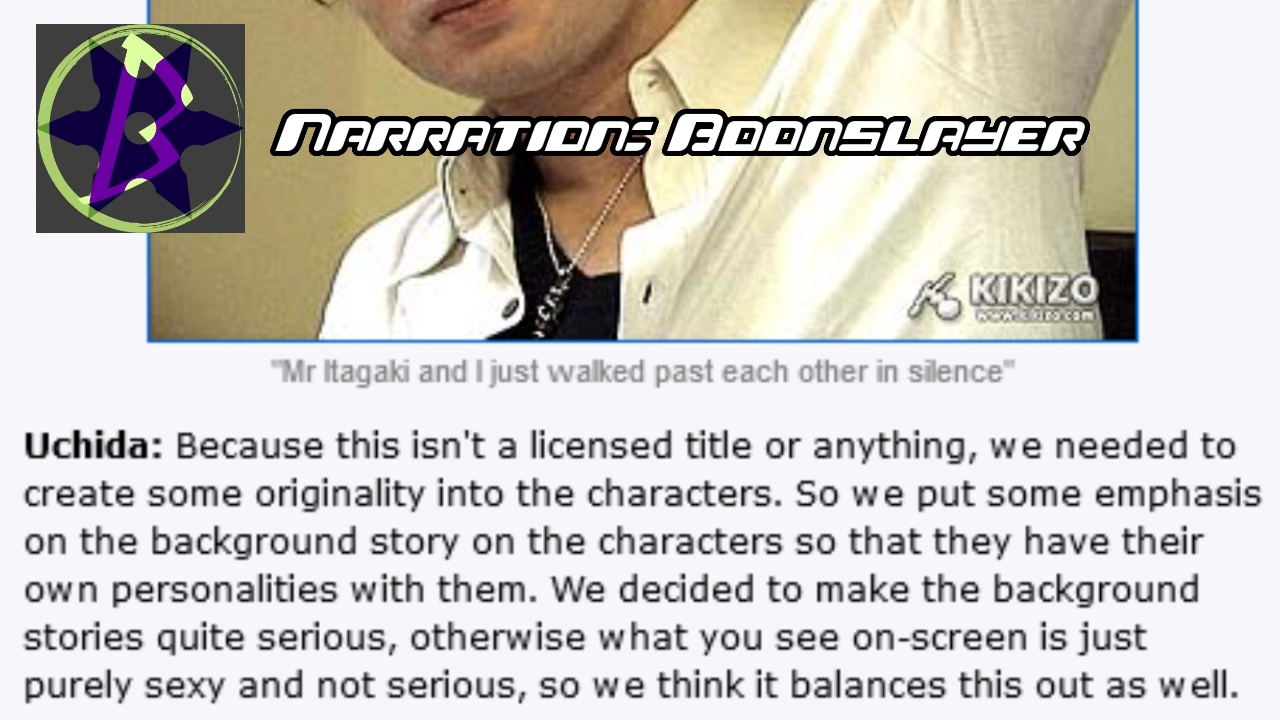 NARRATION: BOONSLAYER
KIKIZO
www.kikizo.com
"Mr Itagaki and I just walked past each other in silence"
Uchida: Because this isn't a licensed title or anything, we needed to
create some originality into the characters. So we put some emphasis
on the background story on the characters so that they have their
own personalities with them. We decided to make the background
stories quite serious, otherwise what you see on-screen is just
purely sexy and not serious, so we think it balances this out as well.